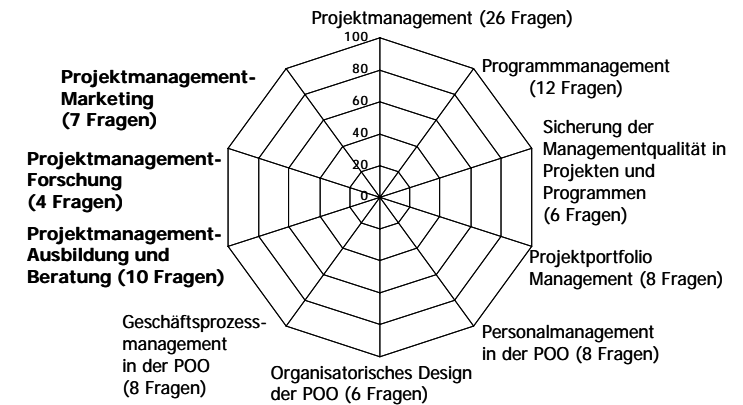 Projektmanagement (26 Fragen)
100
80
60
40
20
0
Programmmanagement
(12 Fragen)
Sicherung der
Managementqualität in
Projekten und
Programmen
(6 Fragen)
Projektportfolio
Management (8 Fragen)
Personalmanagement
in der POO (8 Fragen)
Organisatorisches Design
der POO (6 Fragen)
Geschäftsprozess-
management
in der POO
(8 Fragen)
Projektmanagement-
Ausbildung und
Beratung (10 Fragen)
Projektmanagement-
Forschung
(4 Fragen)
Projektmanagement-
Marketing
(7 Fragen)